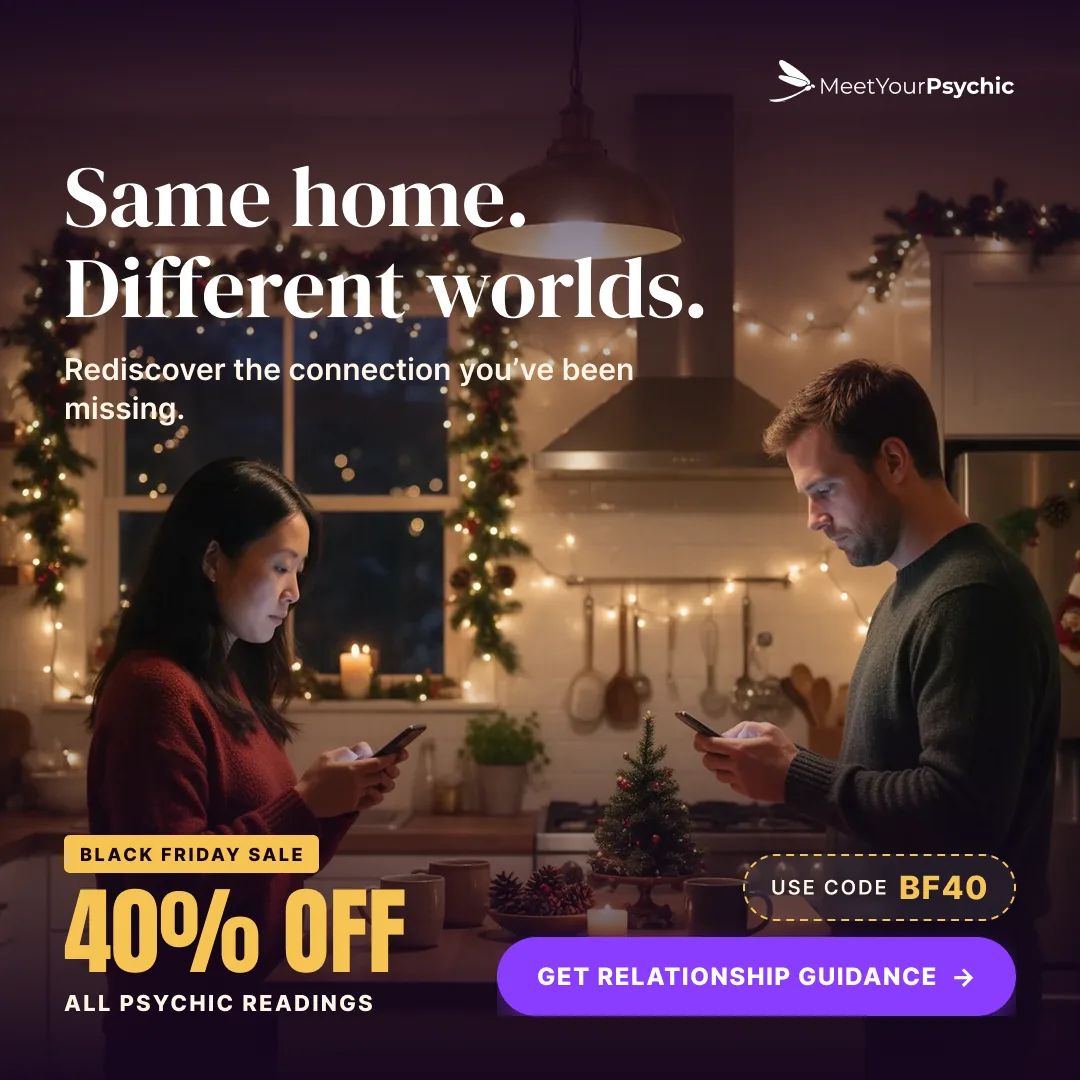 MeetYourPsychic
Same home.
Different worlds.
Rediscover the connection you’ve been
missing.
BLACK FRIDAY SALE
40% OFF
ALL PSYCHIC READINGS
USE CODE BF40
GET RELATIONSHIP GUIDANCE →